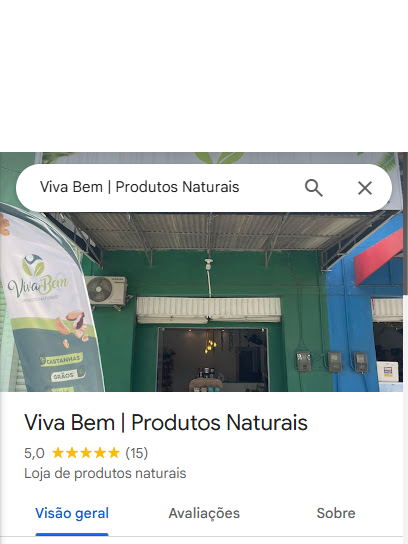 Viva Bem | Produtos Naturais
Viva Bem
CASTANHAS
GRÃOS
Viva Bem | Produtos Naturais
5,0 ★★★★★ (15)
Loja de produtos naturais
Visão geral
Avaliações
Sobre